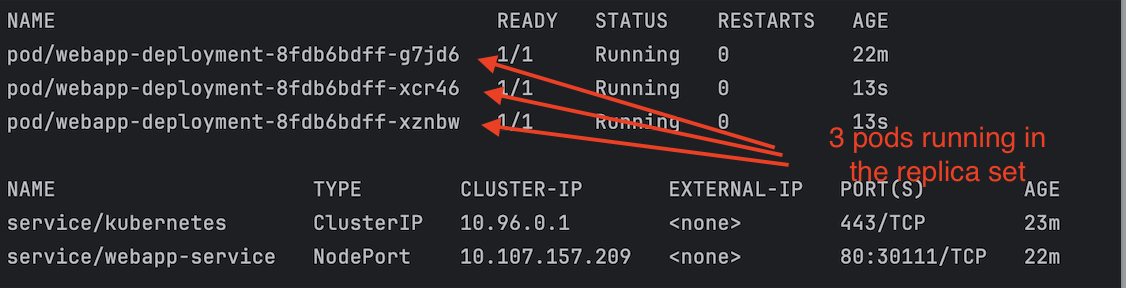 NAME READY STATUS RESTARTS AGE
pod/webapp-deployment-8fdb6bdff-g7jd6 1/1 Running 0 22m
pod/webapp-deployment-8fdb6bdff-xcr46 1/1 Running 0 13s
pod/webapp-deployment-8fdb6bdff-xznbw 1/1 Running 0 13s
3 pods running in
the replica set
NAME TYPE CLUSTER-IP EXTERNAL-IP PORT(S) AGE
service/kubernetes ClusterIP 10.96.0.1 <none> 443/TCP 23m
service/webapp-service NodePort 10.107.157.209 <none> 80:30111/TCP 22m